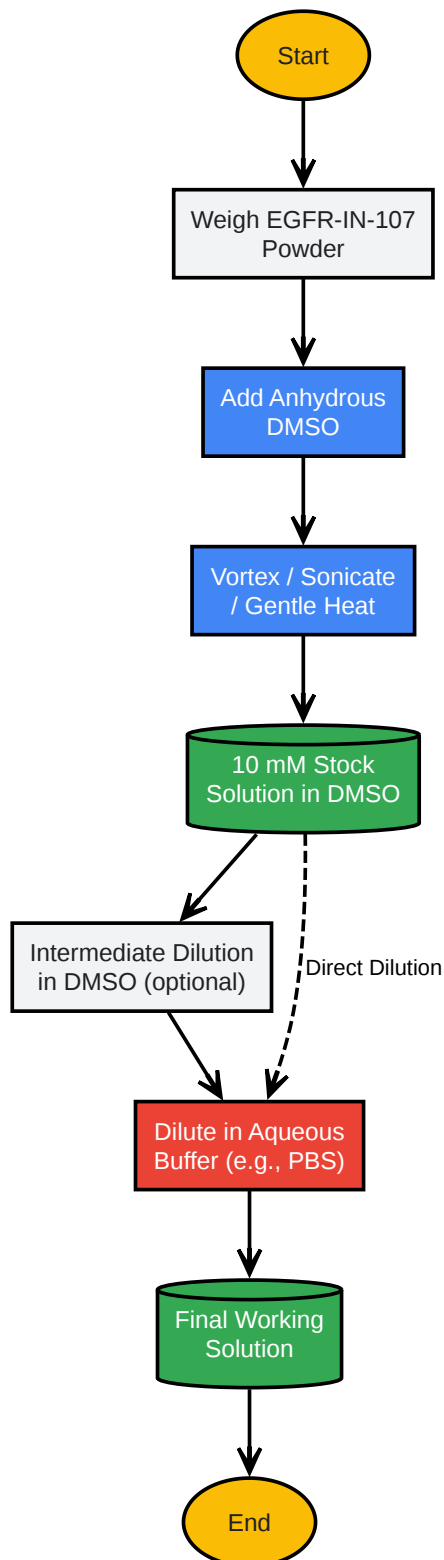 Start
Weigh EGFR-IN-107
Powder
Add Anhydrous
DMSO
Vortex / Sonicate
/ Gentle Heat
10 mM Stock
Solution in DMSO
Intermediate Dilution
in DMSO (optional)
Direct Dilution
Dilute in Aqueous
Buffer (e.g., PBS)
Final Working
Solution
End